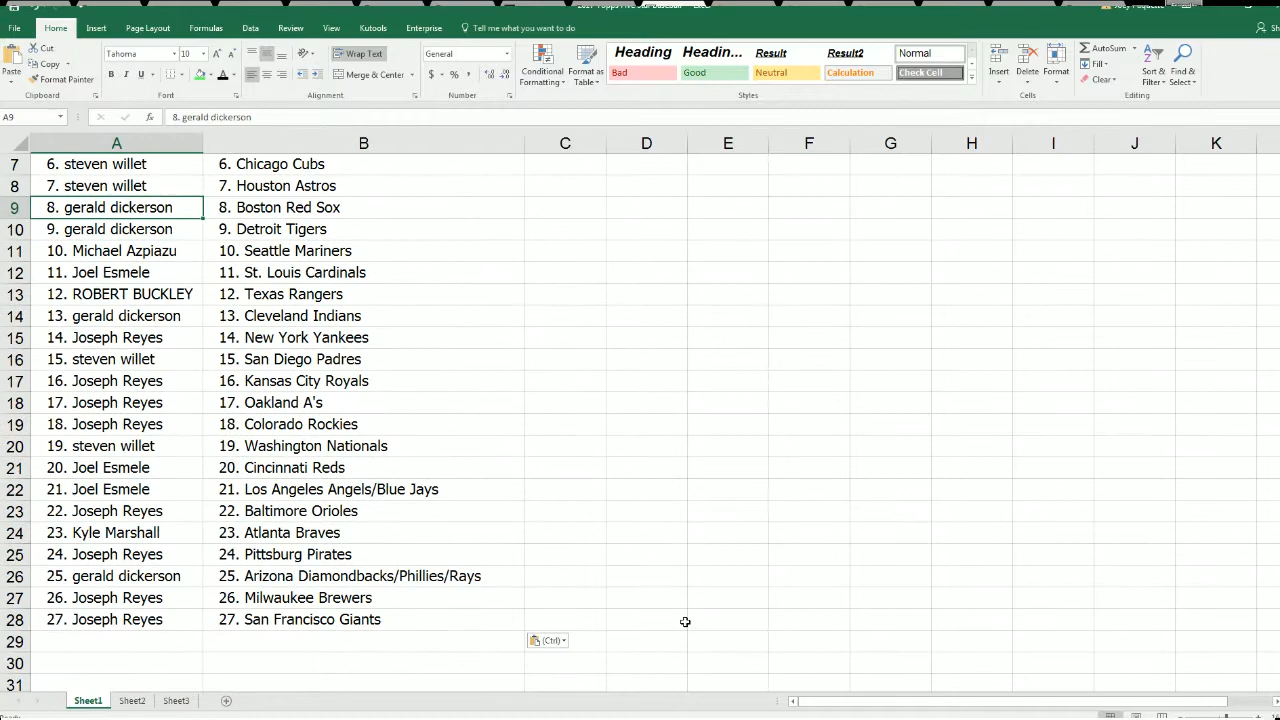 File Home Insert Page Layout Formulas Data Review View Kutools Enterprise Tell me what you want to do
Cut
Copy
Format Painter
Paste
Clipboard
Tahoma 10
B I U
Font
Wrap Text
Merge & Center
Alignment
General
$ % ,
Number
Conditional Formatting
Format as Table
Heading Headin... Result Result2 Normal
Bad Good Neutral Calculation Check Cell
Styles
Insert Delete Format
Cells
AutoSum
Fill
Clear
Sort & Filter
Find & Select
Editing
A9 fx 8. gerald dickerson
A B C D E F G H I J K
7 6. steven willet 6. Chicago Cubs
8 7. steven willet 7. Houston Astros
9 8. gerald dickerson 8. Boston Red Sox
10 9. gerald dickerson 9. Detroit Tigers
11 10. Michael Azpiazu 10. Seattle Mariners
12 11. Joel Esmele 11. St. Louis Cardinals
13 12. ROBERT BUCKLEY 12. Texas Rangers
14 13. gerald dickerson 13. Cleveland Indians
15 14. Joseph Reyes 14. New York Yankees
16 15. steven willet 15. San Diego Padres
17 16. Joseph Reyes 16. Kansas City Royals
18 17. Joseph Reyes 17. Oakland A's
19 18. Joseph Reyes 18. Colorado Rockies
20 19. steven willet 19. Washington Nationals
21 20. Joel Esmele 20. Cincinnati Reds
22 21. Joel Esmele 21. Los Angeles Angels/Blue Jays
23 22. Joseph Reyes 22. Baltimore Orioles
24 23. Kyle Marshall 23. Atlanta Braves
25 24. Joseph Reyes 24. Pittsburg Pirates
26 25. gerald dickerson 25. Arizona Diamondbacks/Phillies/Rays
27 26. Joseph Reyes 26. Milwaukee Brewers
28 27. Joseph Reyes 27. San Francisco Giants
29 (Ctrl)
30
31
Sheet1 Sheet2 Sheet3